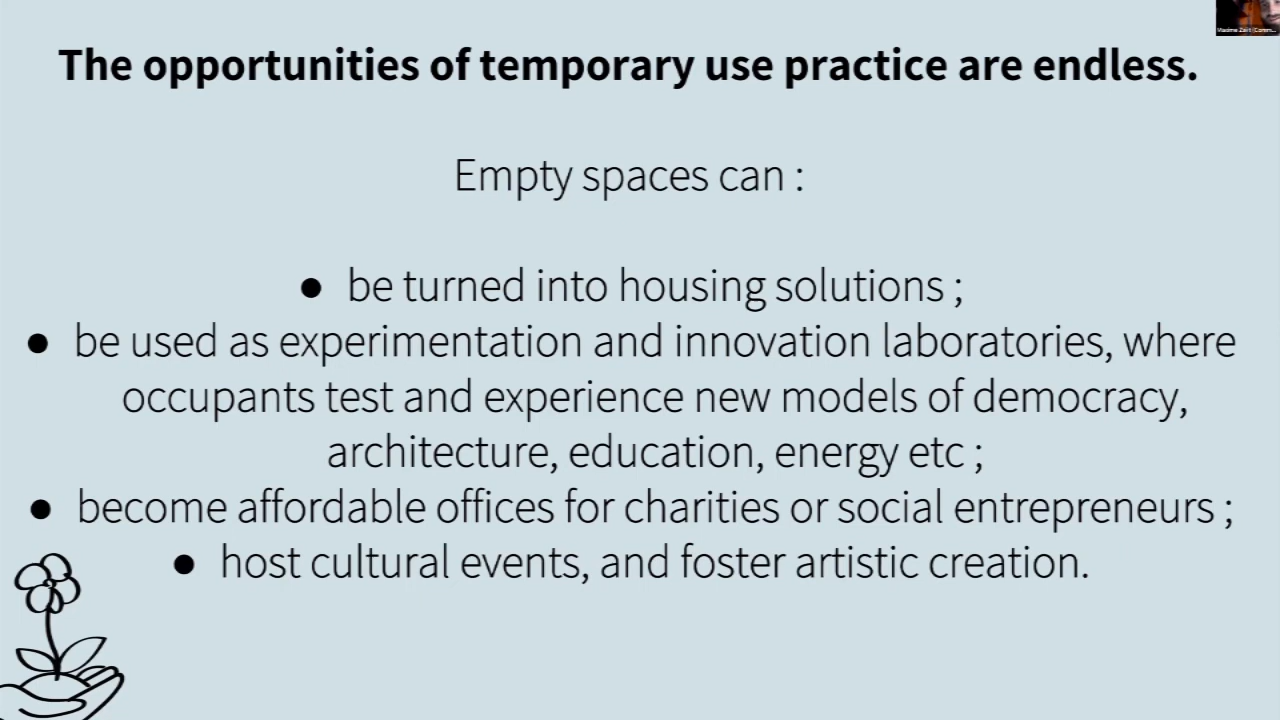 The opportunities of temporary use practice are endless.
Empty spaces can :
● be turned into housing solutions ;
● be used as experimentation and innovation laboratories, where
occupants test and experience new models of democracy,
architecture, education, energy etc ;
● become affordable offices for charities or social entrepreneurs ;
● host cultural events, and foster artistic creation.